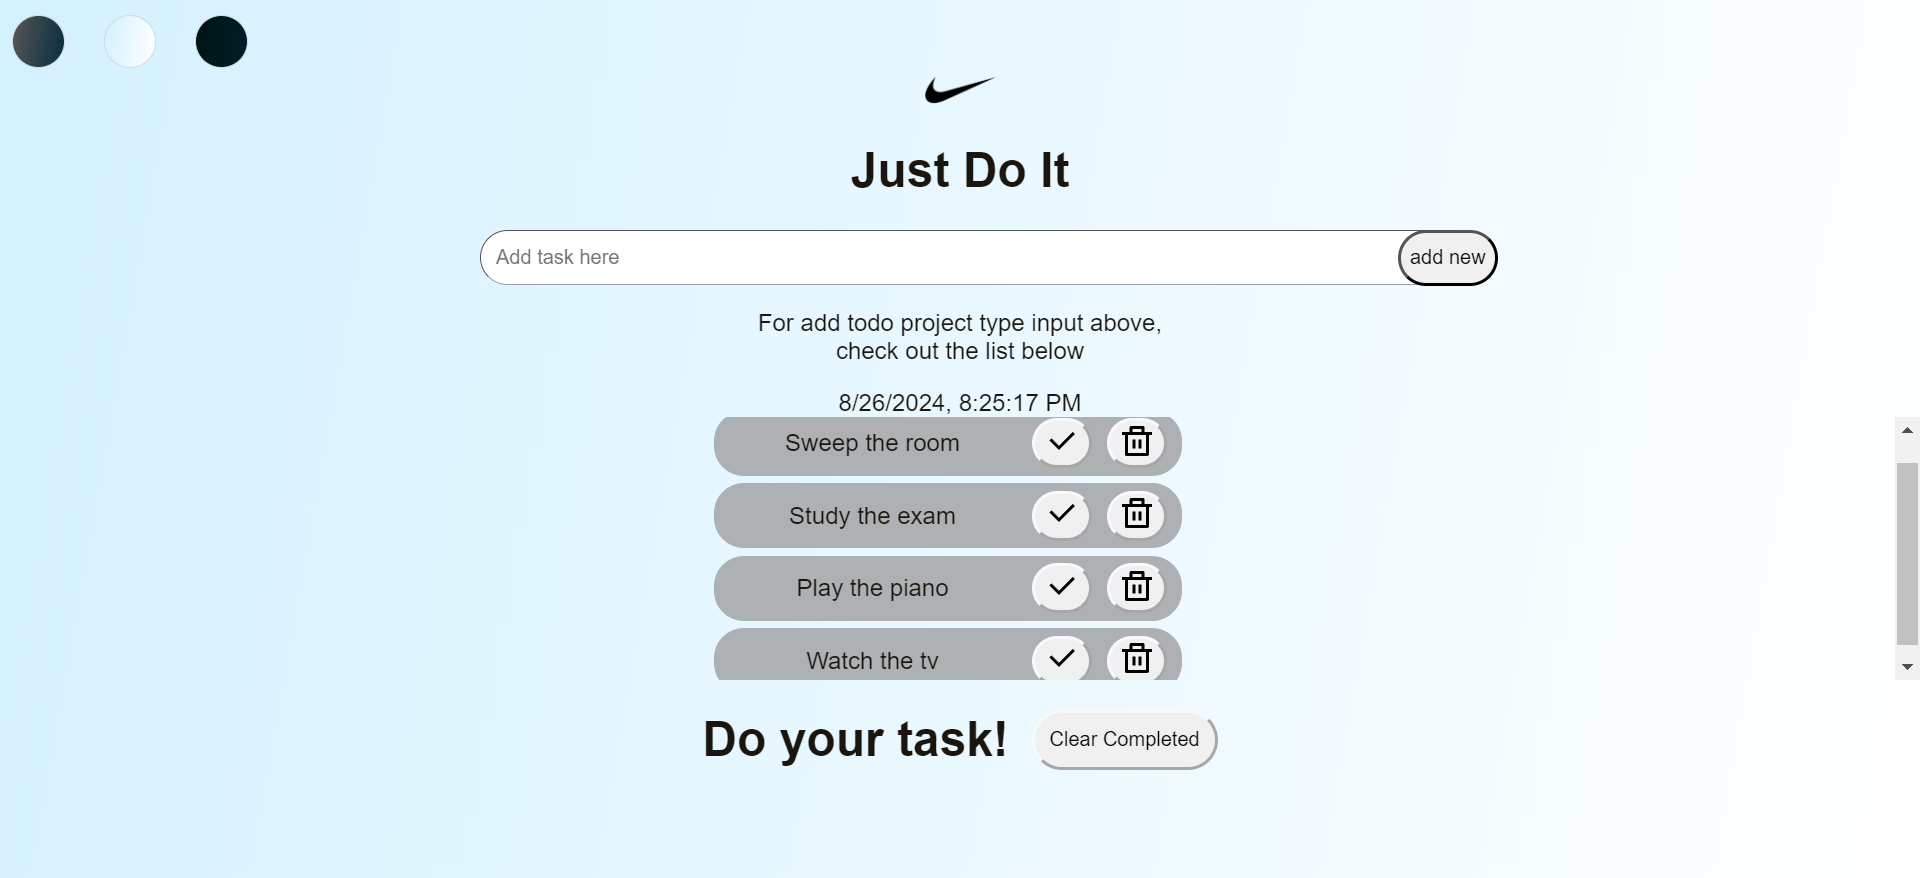 Just Do It
Add task here
add new
For add todo project type input above,
check out the list below
8/26/2024, 8:25:17 PM
Sweep the room
Study the exam
Play the piano
Watch the tv
Do your task!
Clear Completed